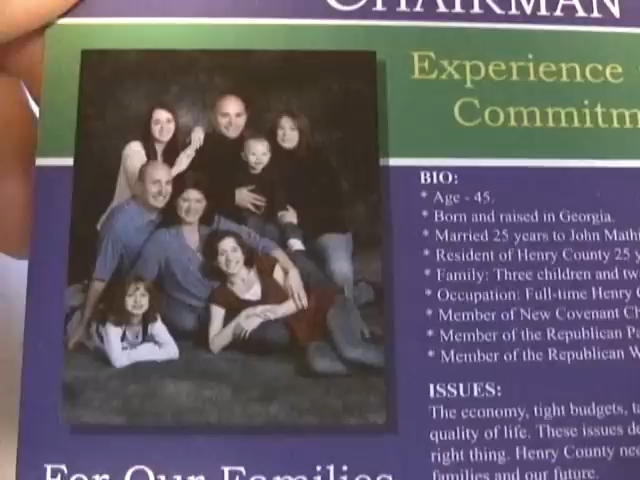 CHAIRMAN
Experience
Commitm
BIO:
* Age - 45.
* Born and raised in Georgia.
* Married 25 years to John Mathi
* Resident of Henry County 25 y
* Family: Three children and tw
* Occupation: Full-time Henry
* Member of New Covenant Ch
* Member of the Republican Pa
* Member of the Republican W
ISSUES:
The economy, tight budgets, ta
quality of life. These issues de
right thing. Henry County nee
families and our future.
For Our Families